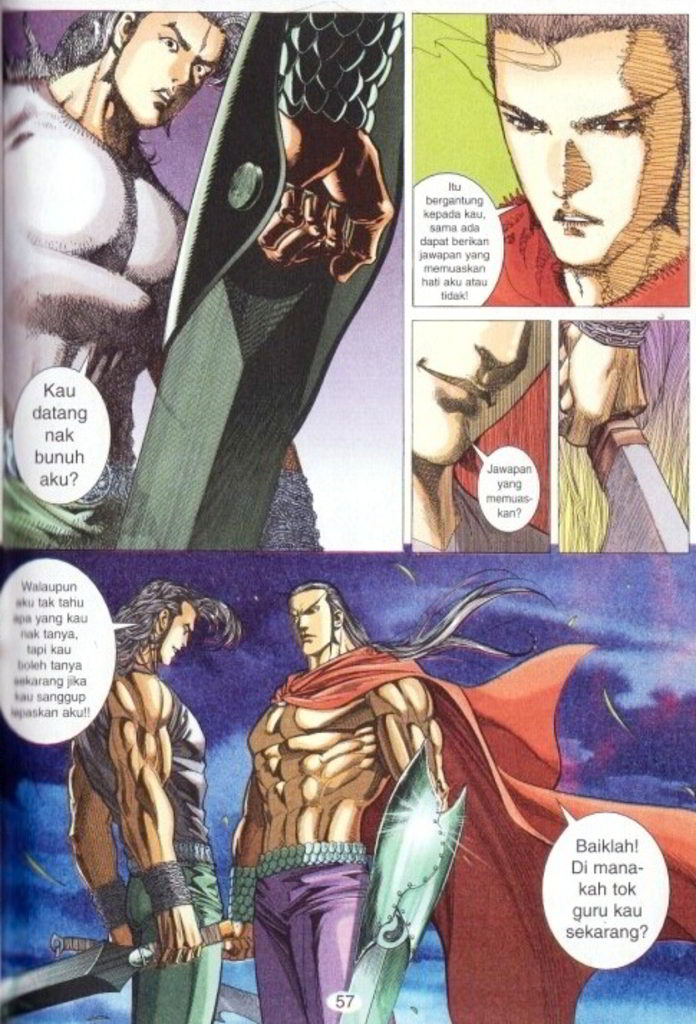 Kau
datang
nak
bunuh
aku?
Itu
bergantung
kepada kau,
sama ada
dapat berikan
jawapan yang
memuaskan
hati aku atau
tidak!
Jawapan
yang
memuas-
kan?
Walaupun
aku tak tahu
apa yang kau
nak tanya,
tapi kau
boleh tanya
sekarang jika
kau sanggup
lepaskan aku!!
Baiklah!
Di mana-
kah tok
guru kau
sekarang?
57